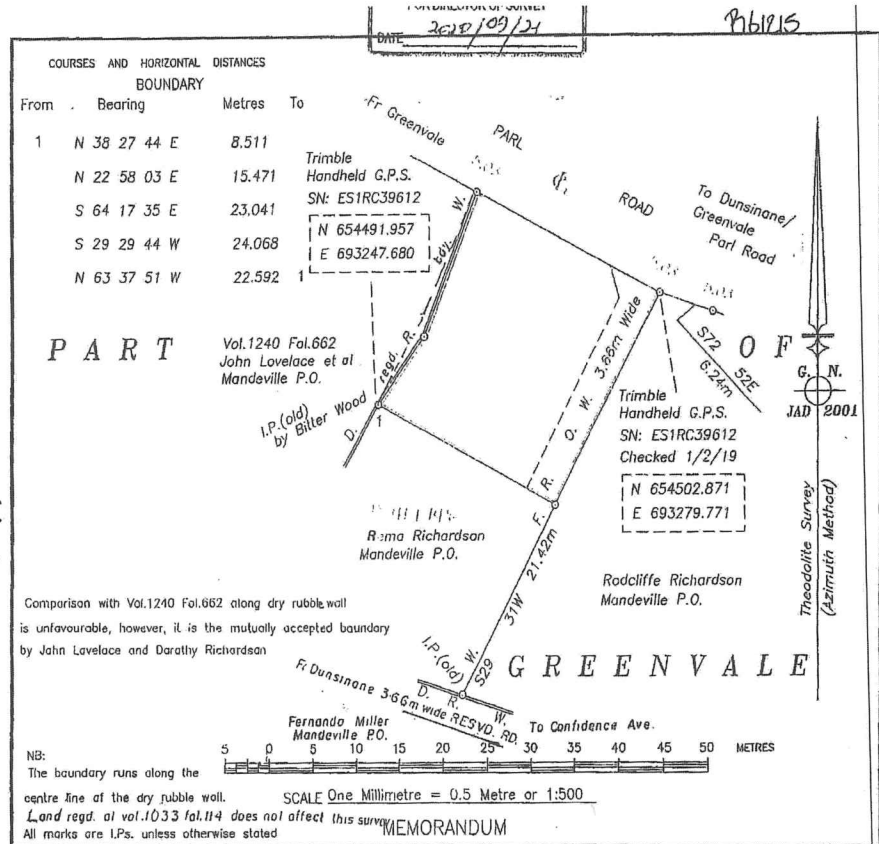 FOR DIRECTOR OF SURVEY
DATE 2020/09/21
COURSES AND HORIZONTAL DISTANCES
BOUNDARY
From Bearing Metres To
1 N 38 27 44 E 8.511
N 22 58 03 E 15.471
S 64 17 35 E 23.041
S 29 29 44 W 24.068
N 63 37 51 W 22.592 1
Fr Greenvale
PARL
ROAD
To Dunsinane/
Greenvale
Parl Road
Trimble
Handheld G.P.S.
SN: ES1RC39612
N 654491.957
E 693247.680
P A R T
Vol.1240 Fol.662
John Lovelace et al
Mandeville P.O.
I.P.(old)
by Bitter Wood
D.
regd. R.
bdy. W.
1
R. O. W. 3.66m Wide
S72 52E
6.24m
O F
G. N.
JAD 2001
Trimble
Handheld G.P.S.
SN: ES1RC39612
Checked 1/2/19
N 654502.871
E 693279.771
Theodolite Survey
(Azimuth Method)
Roma Richardson
Mandeville P.O.
Radcliffe Richardson
Mandeville P.O.
F.
W.
S29 31W 21.42m
I.P.(old)
G R E E N V A L E
Comparison with Vol.1240 Fol.662 along dry rubble wall
is unfavourable, however, it is the mutually accepted boundary
by John Lovelace and Dorothy Richardson
Fr Dunsinane 3.66m wide RESVD. RD. To Confidence Ave.
D. R. W.
Fernando Miller
Mandeville P.O.
5 0 5 10 15 20 25 30 35 40 45 50 METRES
SCALE One Millimetre = 0.5 Metre or 1:500
NB:
The boundary runs along the
centre line of the dry rubble wall.
Land regd. at vol.1033 fol.114 does not affect this survey
All marks are I.Ps. unless otherwise stated
MEMORANDUM